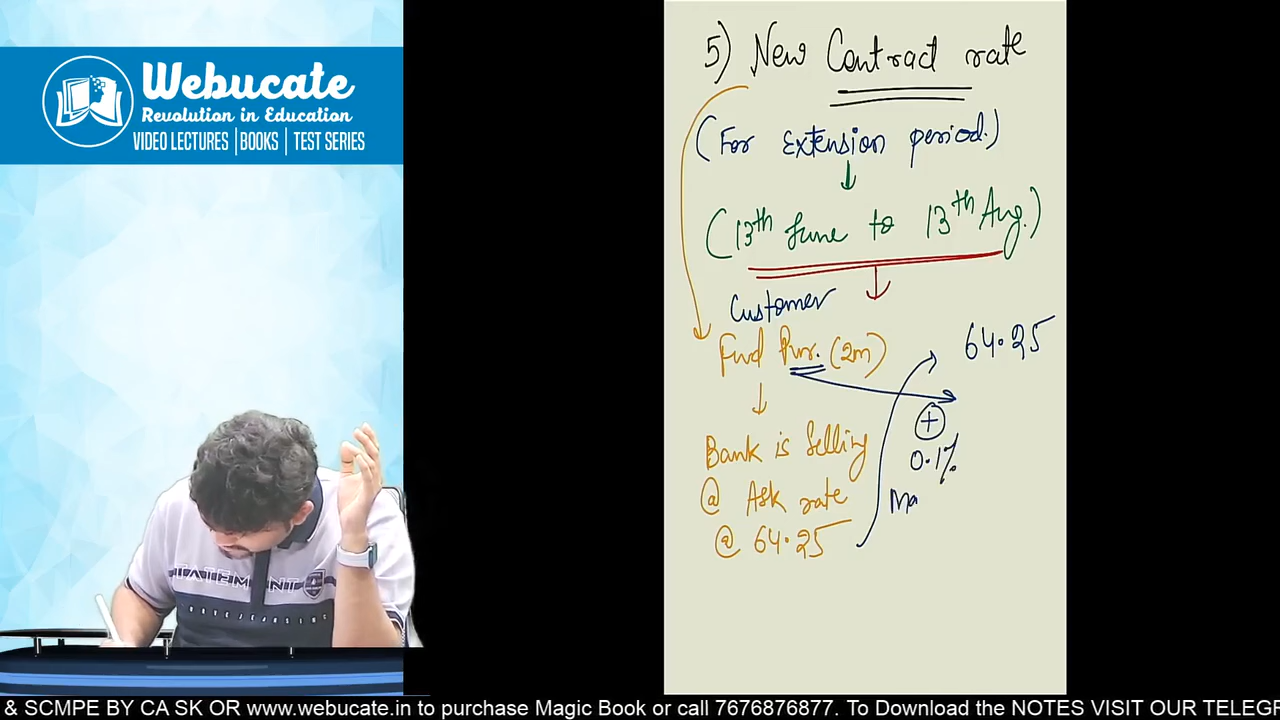 Webucate
Revolution in Education
VIDEO LECTURES | BOOKS | TEST SERIES
5) New Contract rate
(For extension period.)
(13th June to 13th Aug.)
Customer
Fwd Pur. (2m)
64.25
+
0.1%
Bank is Selling
@ Ask rate
Ma
@ 64.25
STATEMENT
& SCMPE BY CA SK OR www.webucate.in to purchase Magic Book or call 7676876877. To Download the NOTES VISIT OUR TELEGR